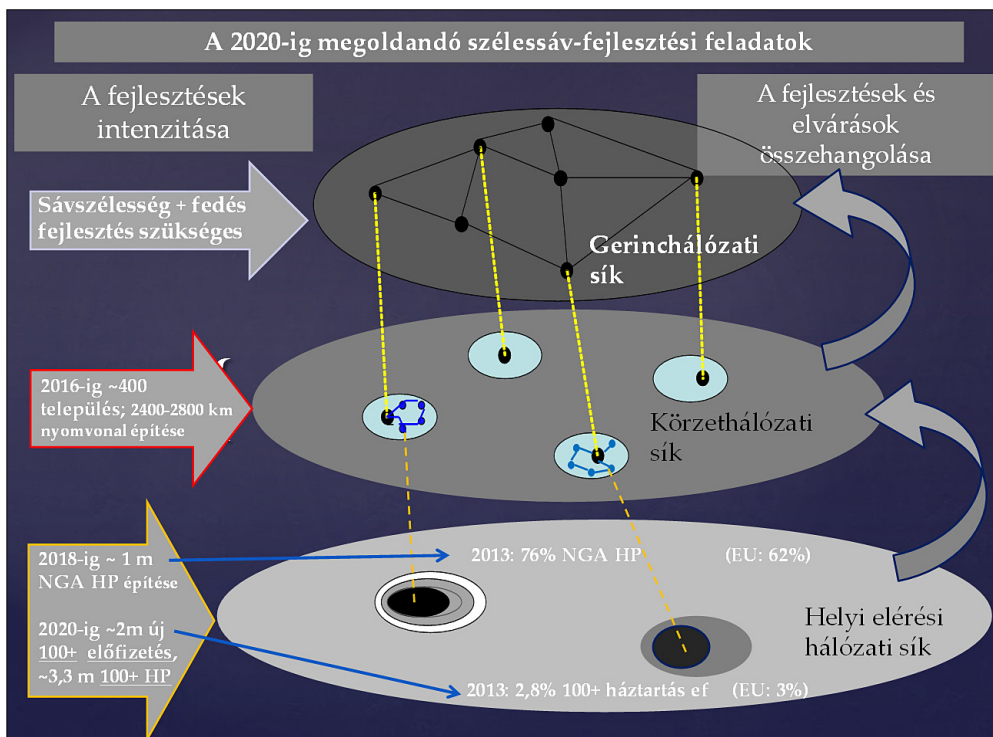 A 2020-ig megoldandó szélessáv-fejlesztési feladatok
A fejlesztések
intenzitása
A fejlesztések és
elvárások
összehangolása
Sávszélesség + fedés
fejlesztés szükséges
Gerinchálózati
sík
2016-ig ~400
település; 2400-2800 km
nyomvonal építése
Körzethálózati
sík
2018-ig ~ 1 m
NGA HP építése
2013: 76% NGA HP (EU: 62%)
2020-ig ~2m új
100+ előfizetés,
~3,3 m 100+ HP
Helyi elérési
hálózati sík
2013: 2,8% 100+ háztartás ef (EU: 3%)